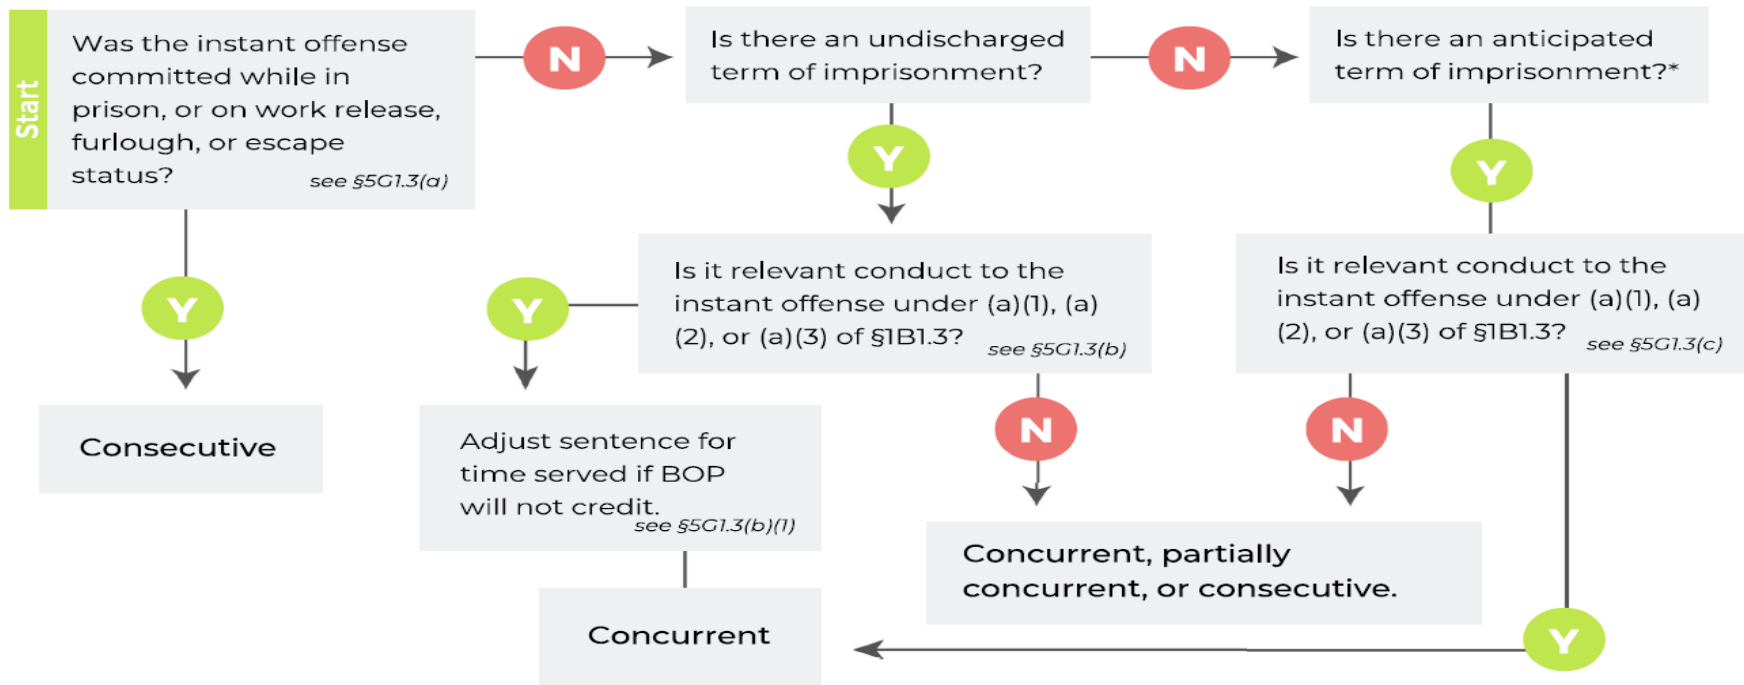 Start
Was the instant offense
committed while in
prison, or on work release,
furlough, or escape
status?
see §5G1.3(a)
N
Is there an undischarged
term of imprisonment?
N
Is there an anticipated
term of imprisonment?*
Y
Y
Y
Is it relevant conduct to the
instant offense under (a)(1), (a)
(2), or (a)(3) of §1B1.3?
see §5G1.3(b)
Is it relevant conduct to the
instant offense under (a)(1), (a)
(2), or (a)(3) of §1B1.3?
see §5G1.3(c)
Y
N
N
Consecutive
Adjust sentence for
time served if BOP
will not credit.
see §5G1.3(b)(1)
Concurrent, partially
concurrent, or consecutive.
Concurrent
Y